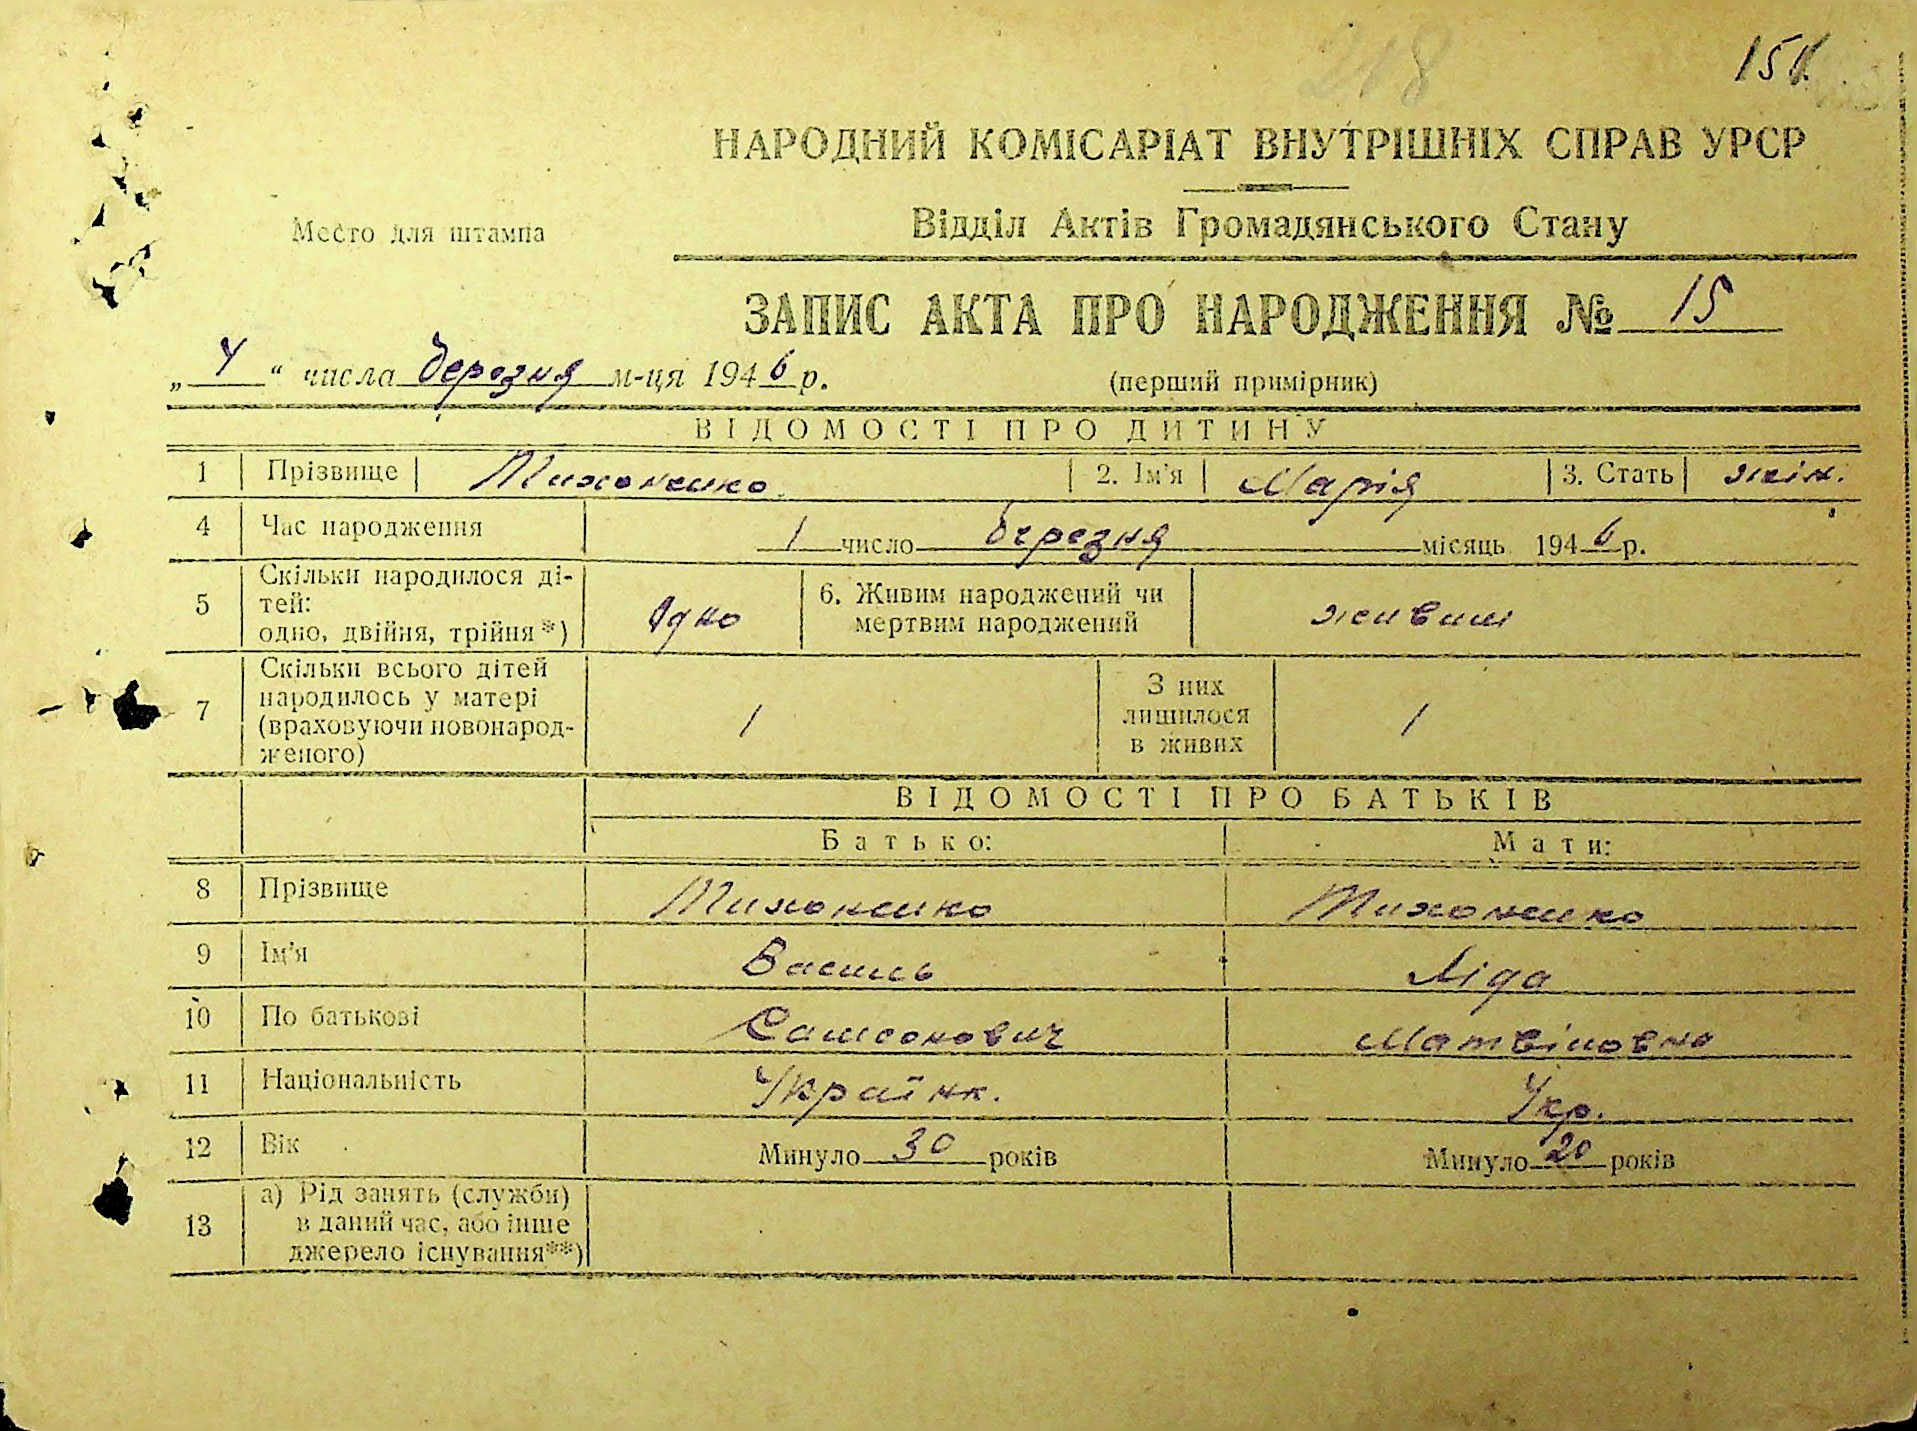 218
151
НАРОДНИЙ КОМІСАРІАТ ВНУТРІШНІХ СПРАВ УРСР
Место для штампа
Відділ Актів Громадянського Стану
ЗАПИС АКТА ПРО НАРОДЖЕННЯ № 15
„ 4 “ числа березня м-ця 1946 р.
(перший примірник)
ВІДОМОСТІ ПРО ДИТИНУ
1 Прізвище Тихоненко 2. Ім'я Марія 3. Стать жін.
4 Час народження 1 число березня місяць 1946 р.
5 Скільки народилося ді-
тей:
одно, двійня, трійня*) Одно
6. Живим народжений чи
мертвим народжений живим
7 Скільки всього дітей
народилось у матері
(враховуючи новонарод-
женого) 1
З них
лишилося
в живих 1
ВІДОМОСТІ ПРО БАТЬКІВ
Батько: Мати:
8 Прізвище Тихоненко Тихоненко
9 Ім'я Василь Ліда
10 По батькові Самсонович Матвіповна
11 Національність Українк. Укр.
12 Вік Минуло 30 років Минуло 20 років
13 а) Рід занять (служби)
в даний час, або інше
джерело існування**)